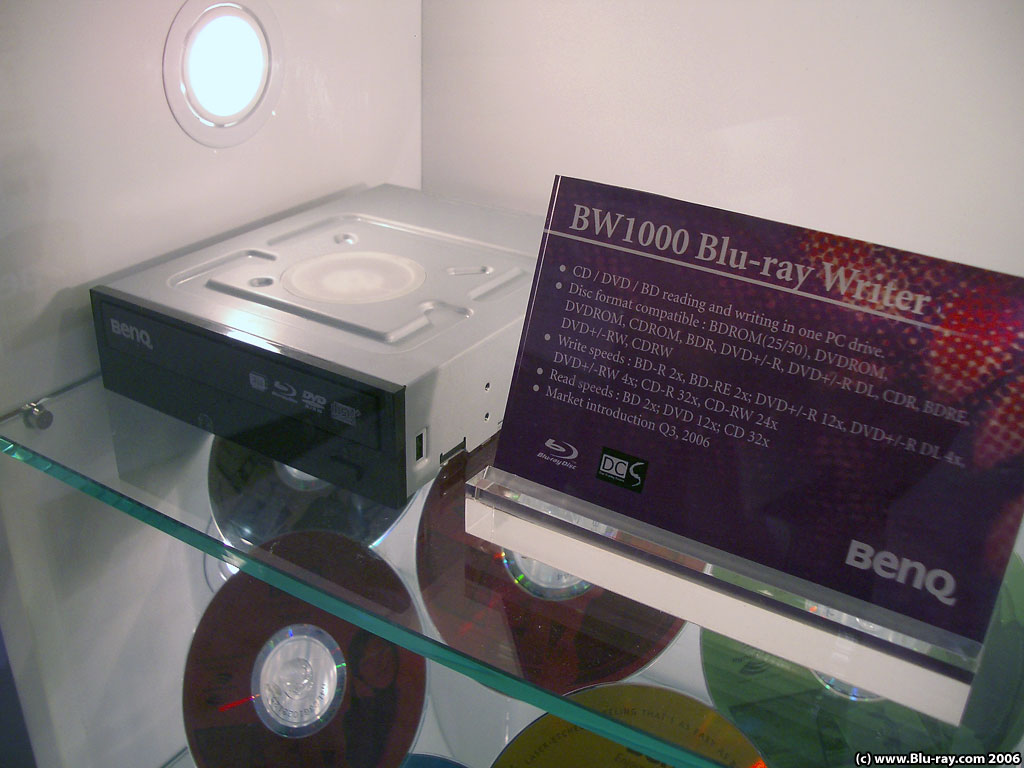 BenQ
DVD
BW1000 Blu-ray Writer
• CD / DVD / BD reading and writing in one PC drive.
• Disc format compatible : BDROM(25/50), DVDROM.
DVDROM, CDROM, BDR, DVD+/-R, DVD+/-R DL, CDR, BDRE.
DVD+/-RW, CDRW
• Write speeds : BD-R 2x, BD-RE 2x; DVD+/-R 12x, DVD+/-R DL 4x.
DVD+/-RW 4x; CD-R 32x, CD-RW 24x
• Read speeds : BD 2x; DVD 12x; CD 32x
• Market introduction Q3, 2006
Blu-ray Disc
DCS
BenQ
(c) www.Blu-ray.com 2006